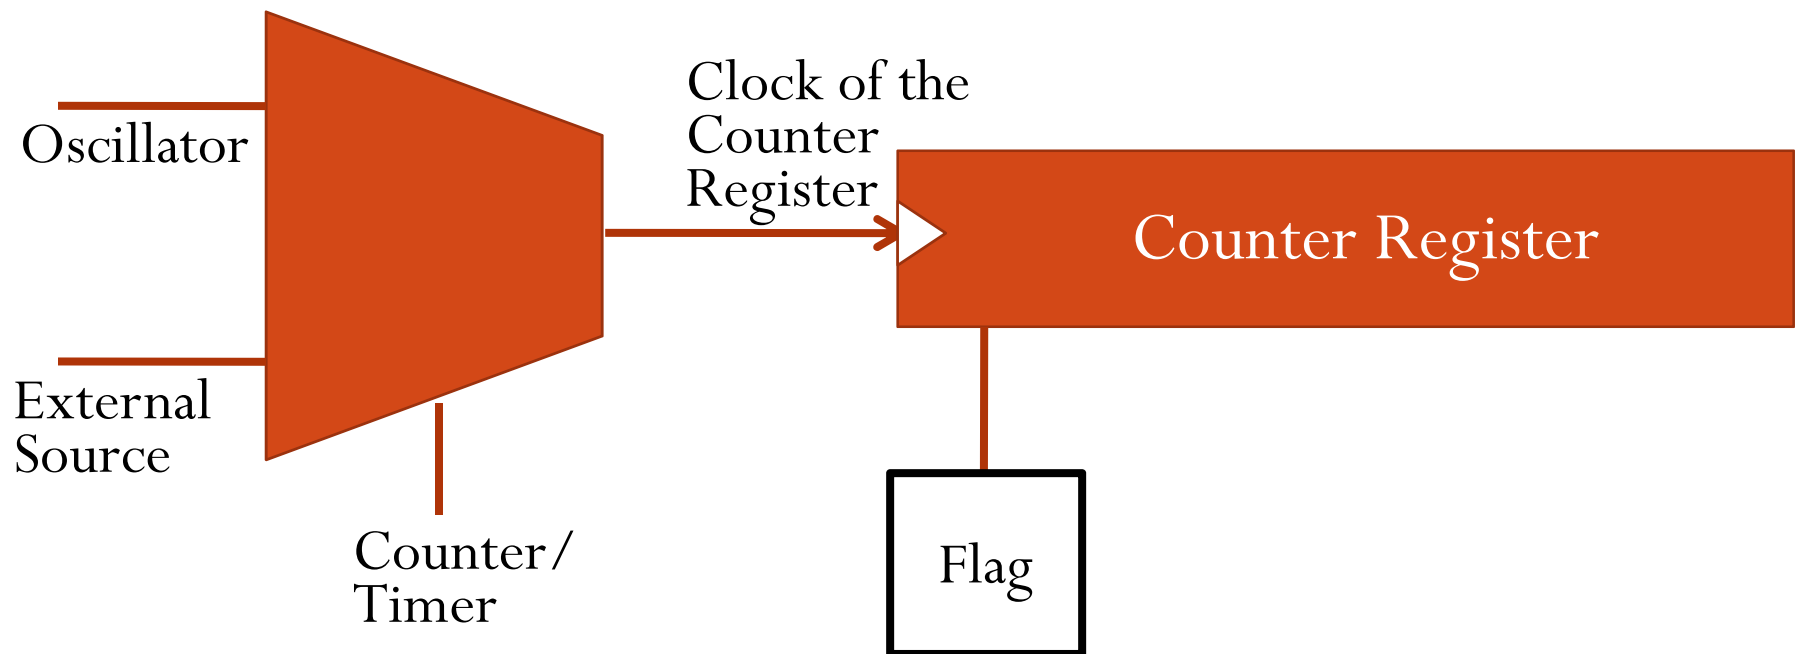 Oscillator
External
Source
Counter/
Timer
Clock of the
Counter
Register
Counter Register
Flag